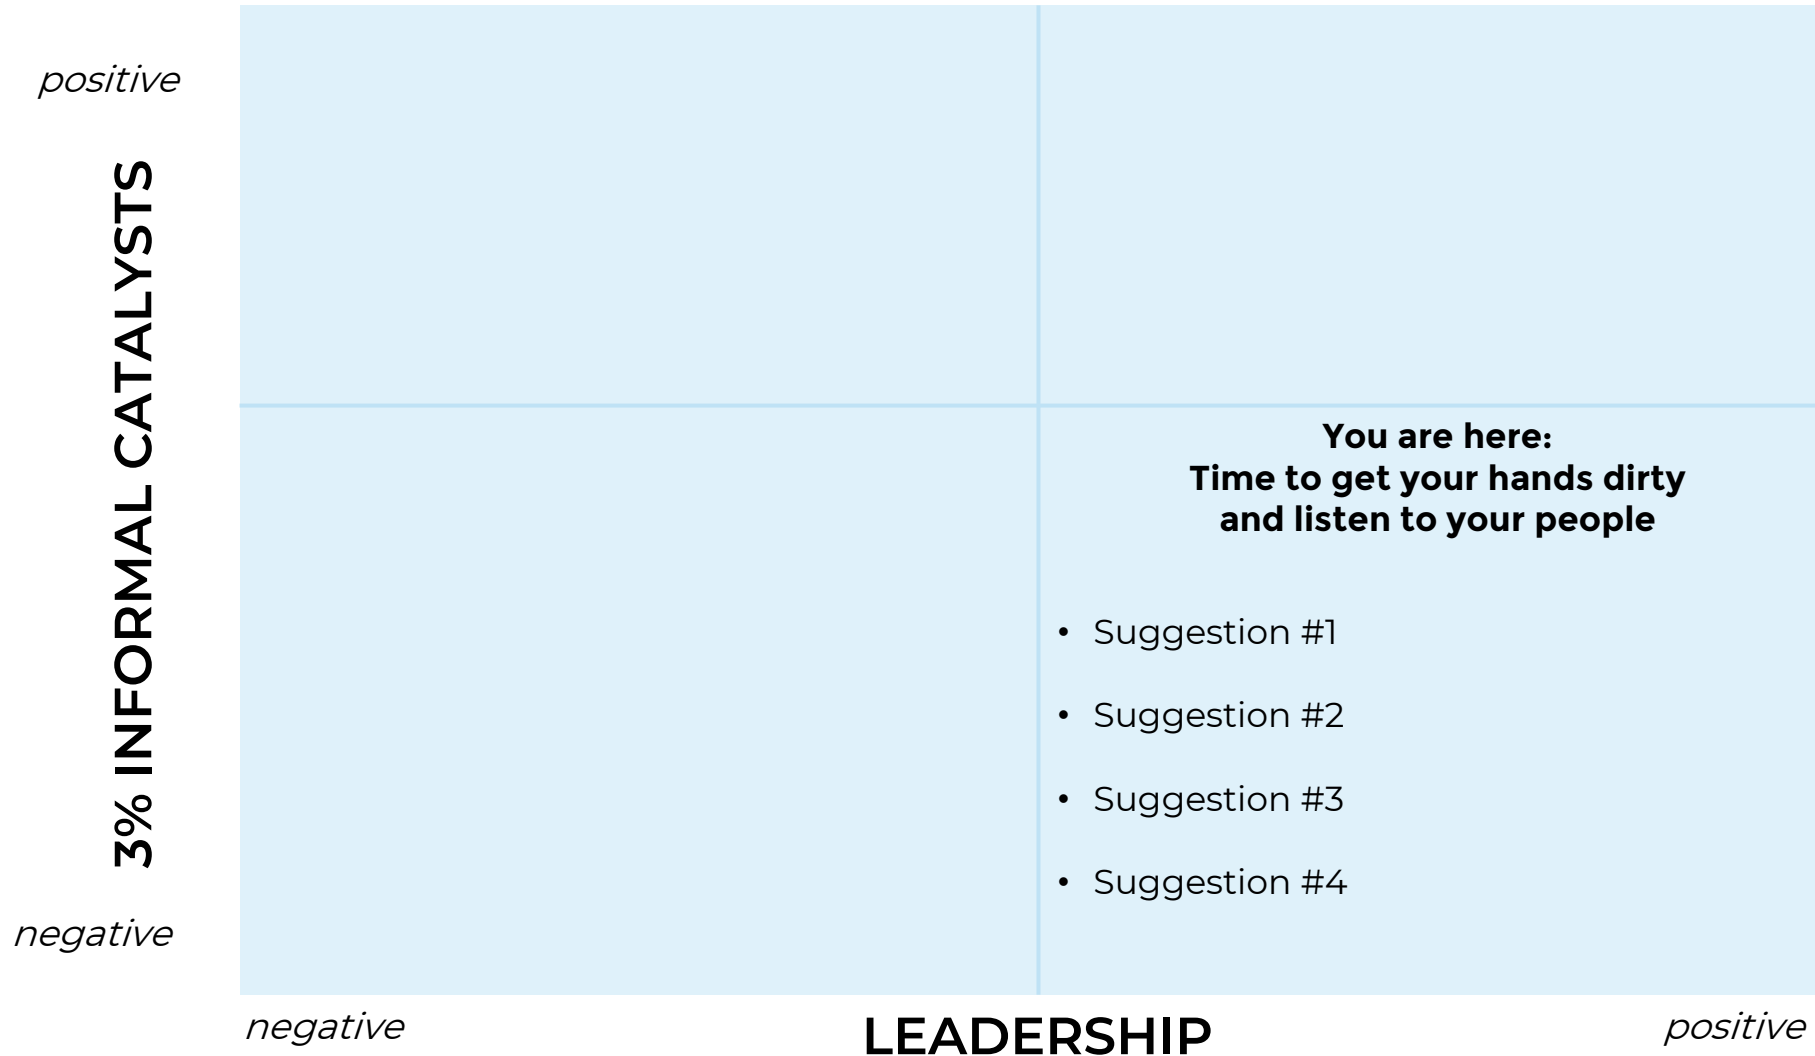 positive
3% INFORMAL CATALYSTS
You are here:
Time to get your hands dirty
and listen to your people
• Suggestion #1
• Suggestion #2
• Suggestion #3
• Suggestion #4
negative
negative
LEADERSHIP
positive